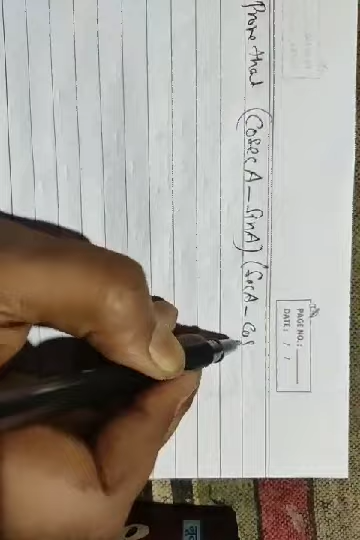 PAGE NO.:
DATE: / /
Prove that (CosecA - SinA) (SecA - Cos